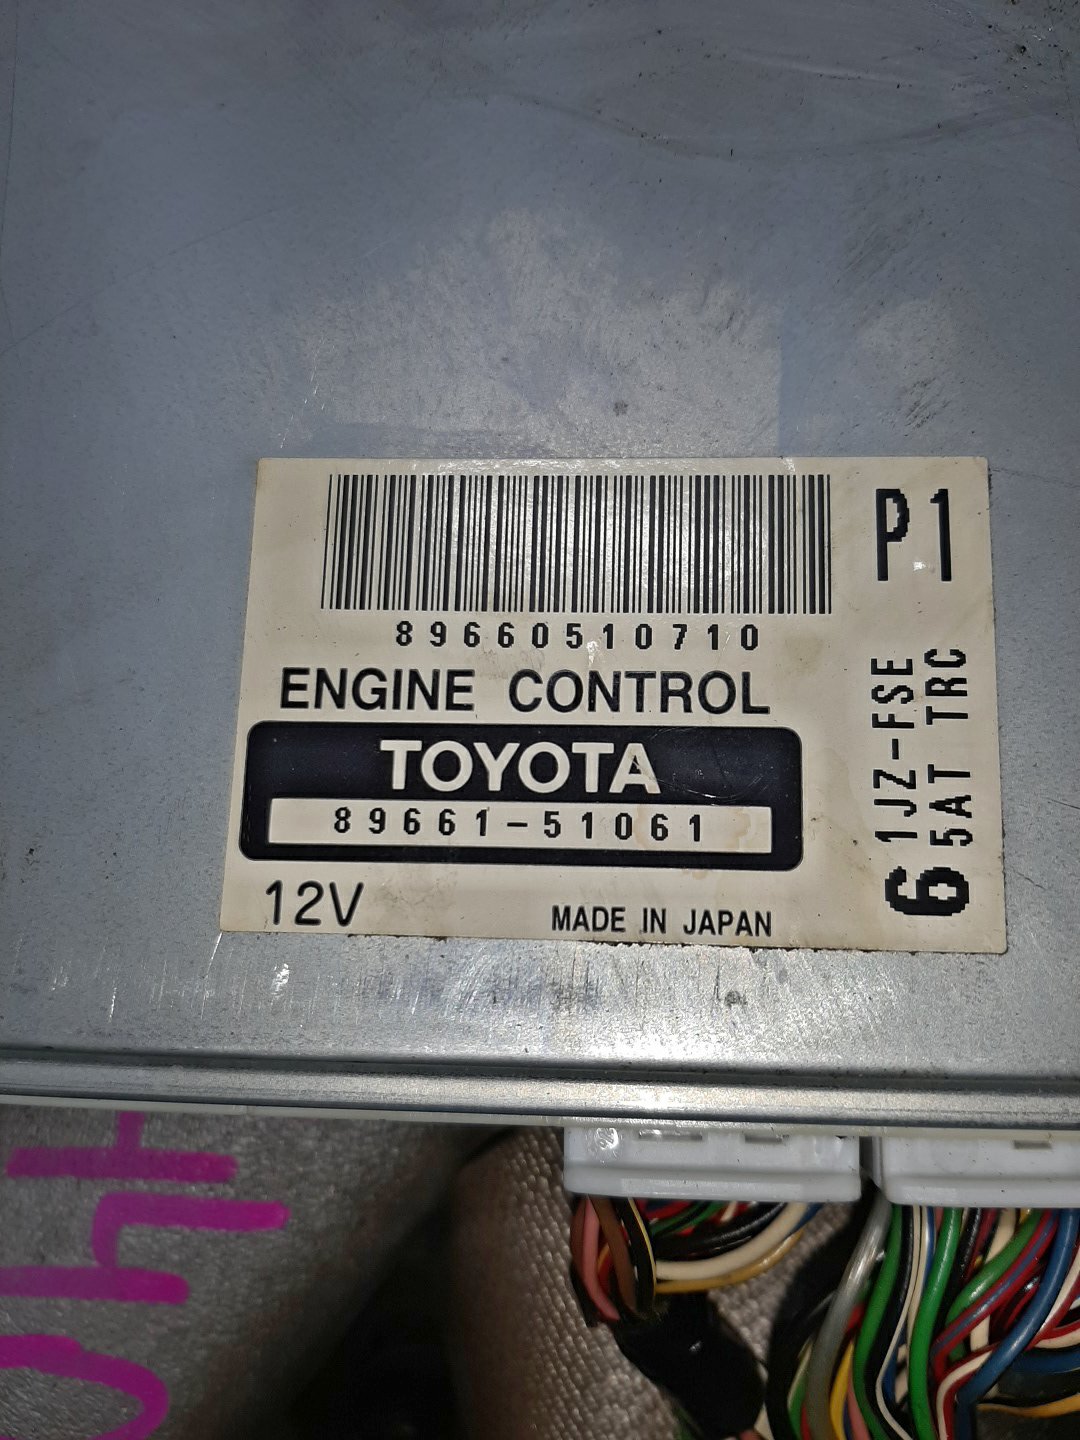 89660510710
ENGINE CONTROL
TOYOTA
89661-51061
12V
MADE IN JAPAN
P1
6 1JZ-FSE
5AT TRC